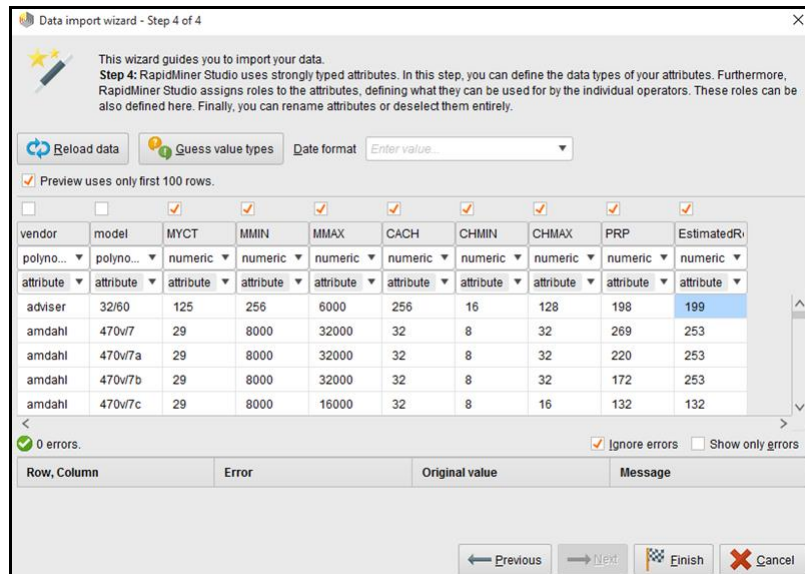 Data import wizard - Step 4 of 4
This wizard guides you to import your data.
Step 4: RapidMiner Studio uses strongly typed attributes. In this step, you can define the data types of your attributes. Furthermore,
RapidMiner Studio assigns roles to the attributes, defining what they can be used for by the individual operators. These roles can be
also defined here. Finally, you can rename attributes or deselect them entirely.
Reload data Guess value types Date format Enter value...
Preview uses only first 100 rows.
vendor model MYCT MMIN MMAX CACH CHMIN CHMAX PRP EstimatedR
polyno... polyno... numeric numeric numeric numeric numeric numeric numeric numeric
attribute attribute attribute attribute attribute attribute attribute attribute attribute attribute
adviser 32/60 125 256 6000 256 16 128 198 199
amdahl 470v/7 29 8000 32000 32 8 32 269 253
amdahl 470v/7a 29 8000 32000 32 8 32 220 253
amdahl 470v/7b 29 8000 32000 32 8 32 172 253
amdahl 470v/7c 29 8000 16000 32 8 16 132 132
0 errors. Ignore errors Show only errors
Row, Column Error Original value Message
Previous Next Finish Cancel